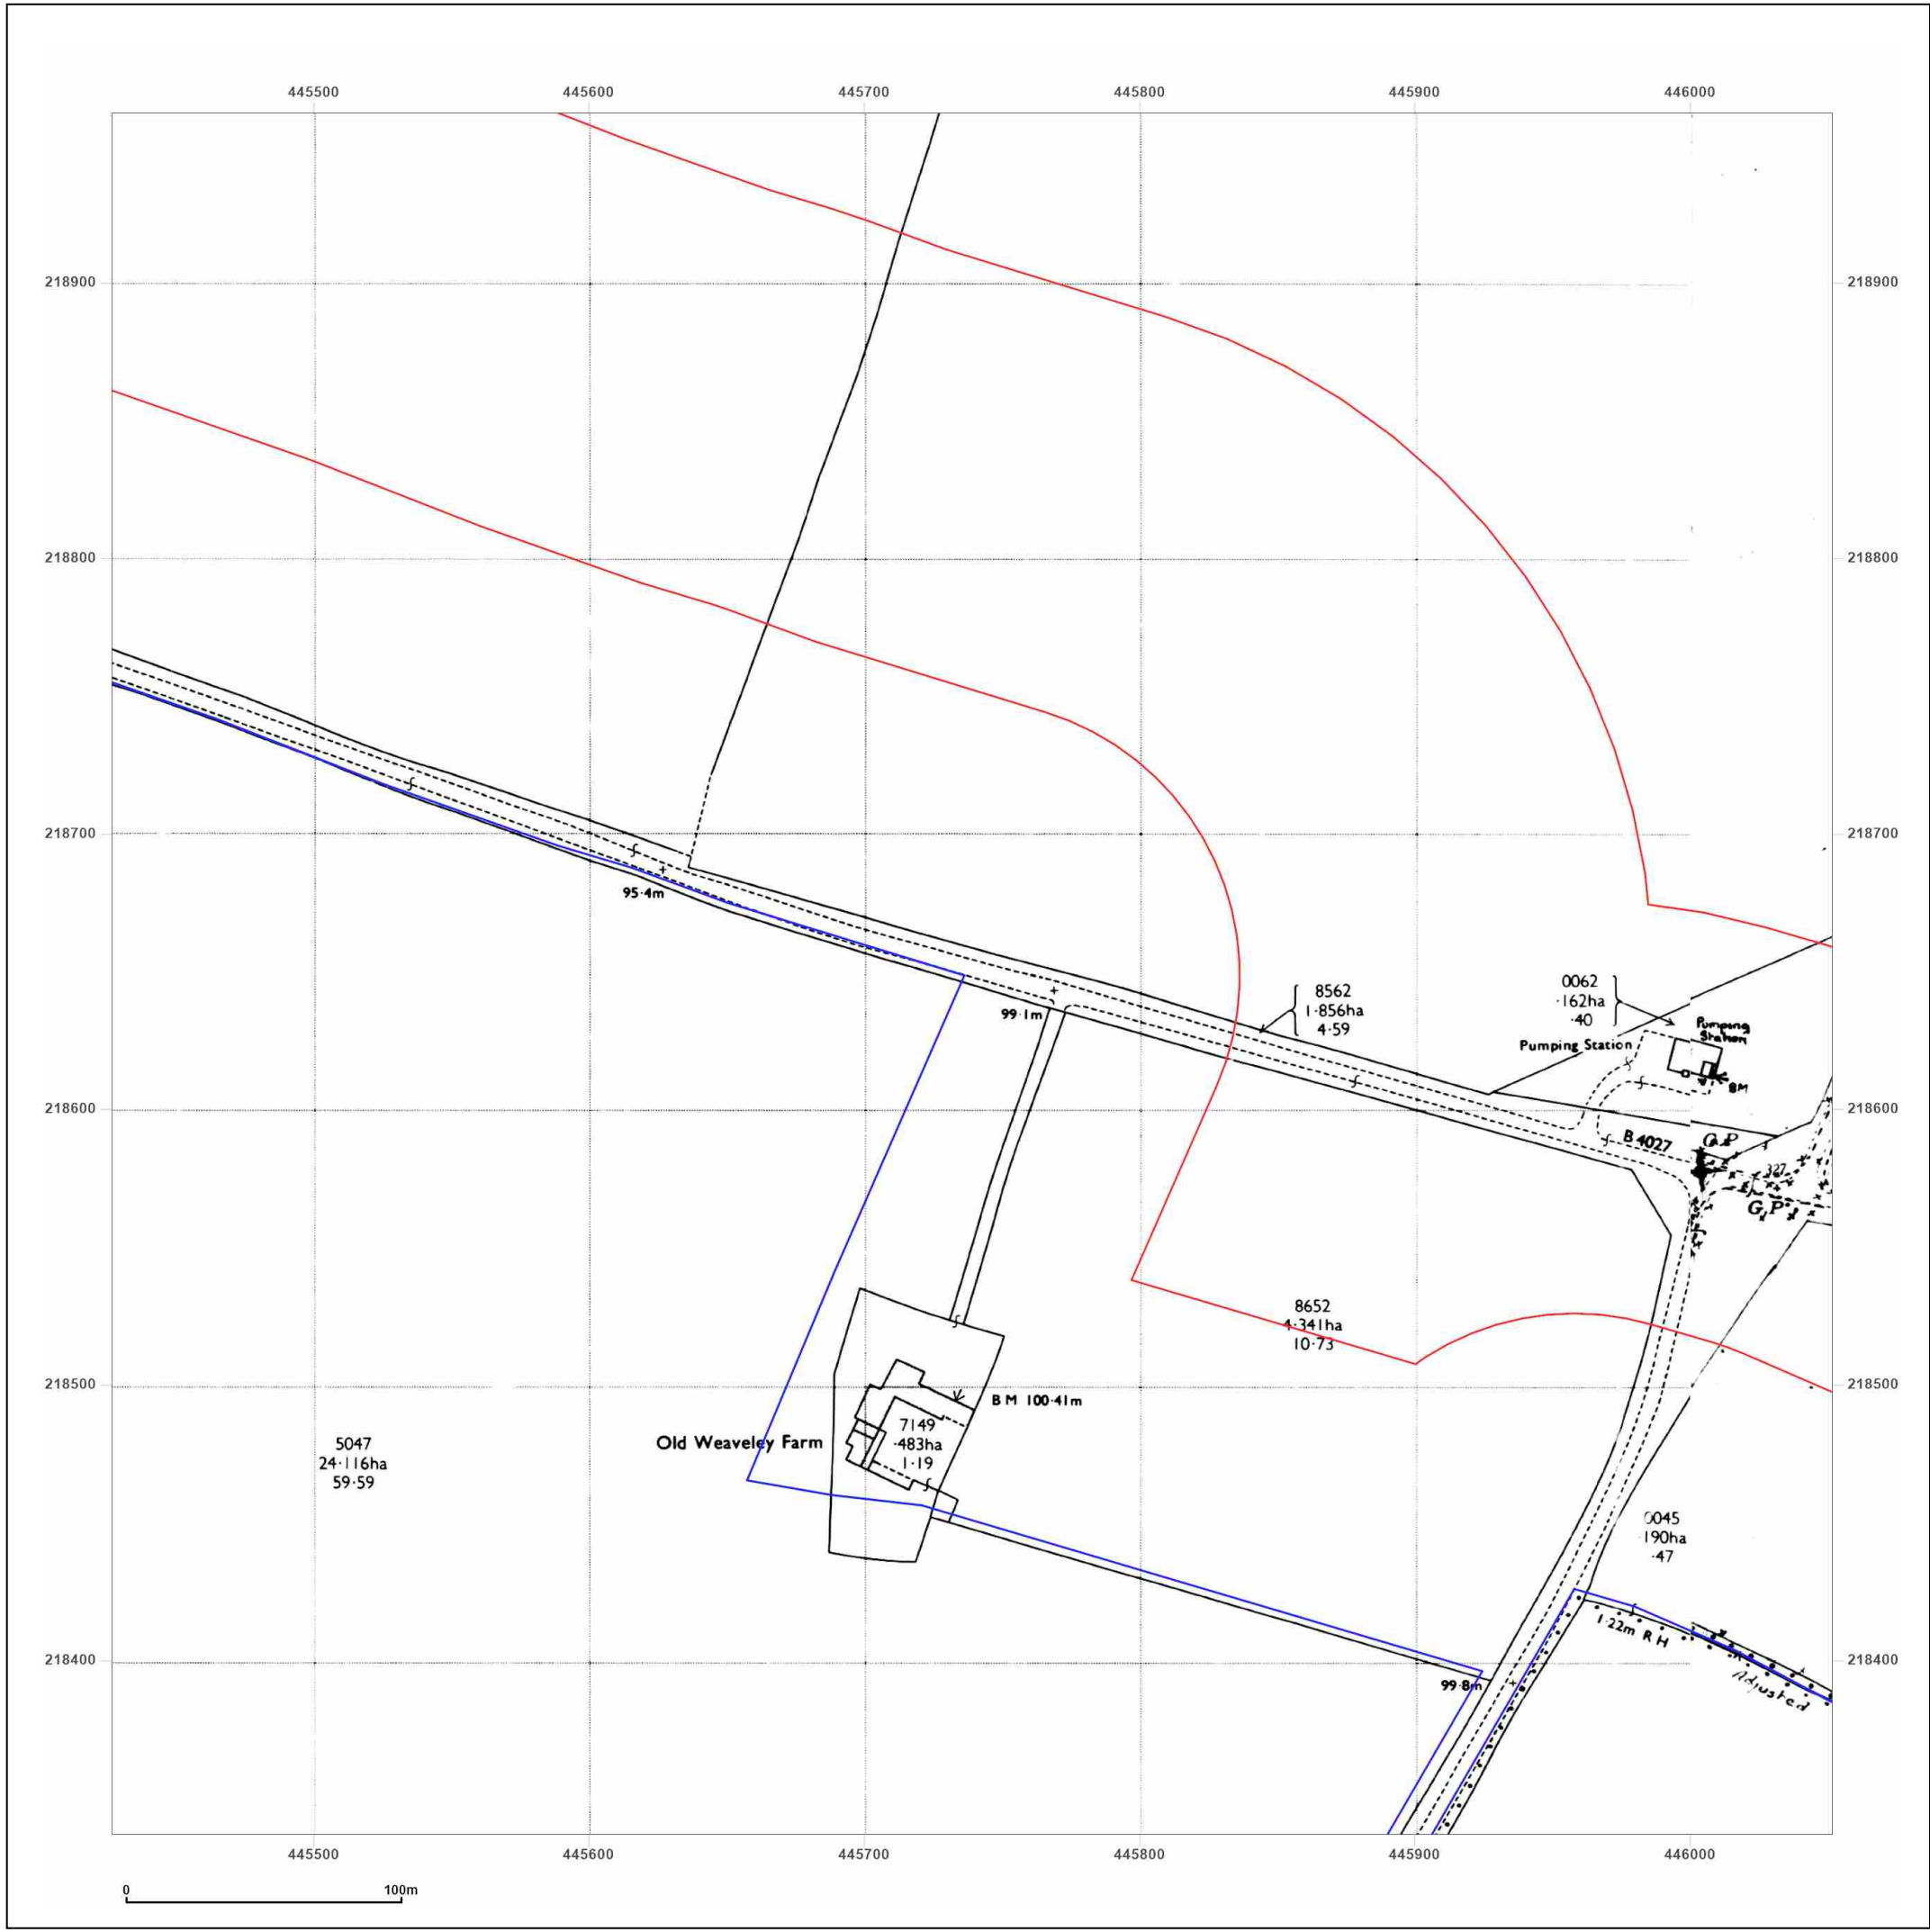 445500 445600 445700 445800 445900 446000
218900 218900
218800 218800
218700 218700
95·4m
8562
1·856ha
4·59
0062
·162ha
·40
99·1m
Pumping
Station
Pumping Station
BM
218600 218600
B 4027
G.P
327
G.P
8652
4·341ha
10·73
218500 218500
B M 100·41m
7149
·483ha
1·19
Old Weaveley Farm
5047
24·116ha
59·59
0045
190ha
·47
1·22m R H
218400 218400
Adjusted
99·8m
445500 445600 445700 445800 445900 446000
0 100m